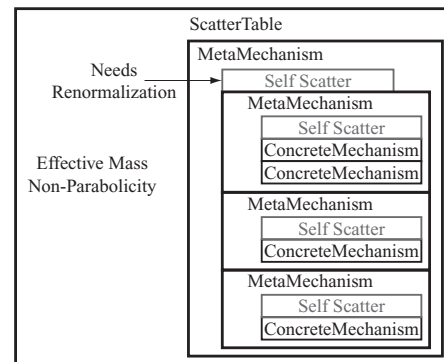 ScatterTable
MetaMechanism
Needs
Renormalization
Self Scatter
MetaMechanism
Self Scatter
ConcreteMechanism
ConcreteMechanism
Effective Mass
Non-Parabolicity
MetaMechanism
Self Scatter
ConcreteMechanism
MetaMechanism
Self Scatter
ConcreteMechanism